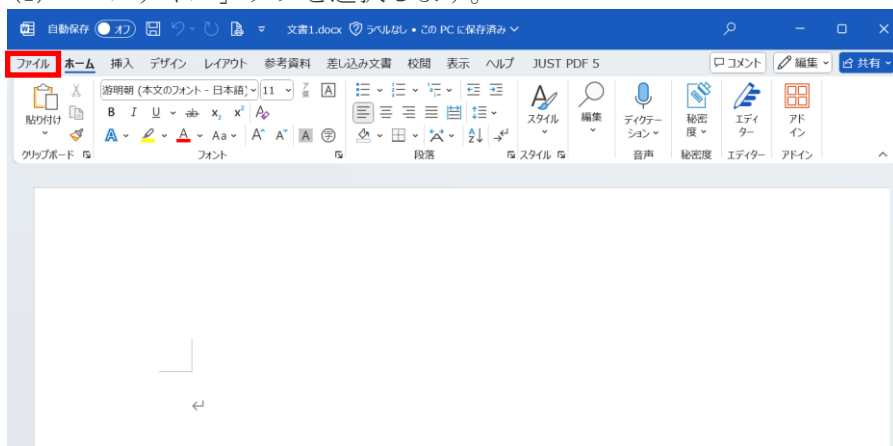 自動保存 オフ 文書1.docx ラベルなし • この PC に保存済み
ファイル ホーム 挿入 デザイン レイアウト 参考資料 差し込み文書 校閲 表示 ヘルプ JUST PDF 5 コメント 編集 共有
游明朝 (本文のフォント - 日本語) 11
貼り付け B I U ab x₂ x² A スタイル 編集 ディクテーション 秘密度 エディター アドイン
A A Aa A^ A˅ A 字
クリップボード フォント 段落 スタイル 音声 秘密度 エディター アドイン